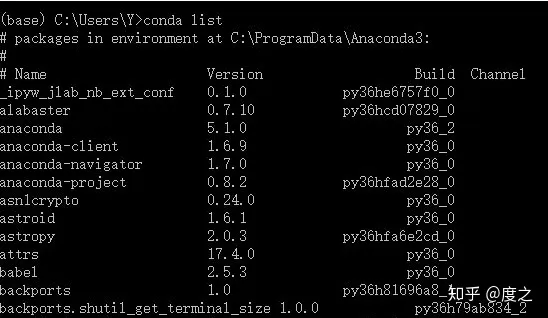 (base) C:\Users\Y>conda list
# packages in environment at C:\ProgramData\Anaconda3:
#
# Name Version Build Channel
_ipyw_jlab_nb_ext_conf 0.1.0 py36he6757f0_0
alabaster 0.7.10 py36hcd07829_0
anaconda 5.1.0 py36_2
anaconda-client 1.6.9 py36_0
anaconda-navigator 1.7.0 py36_0
anaconda-project 0.8.2 py36hfad2e28_0
asn1crypto 0.24.0 py36_0
astroid 1.6.1 py36_0
astropy 2.0.3 py36hfa6e2cd_0
attrs 17.4.0 py36_0
babel 2.5.3 py36_0
backports 1.0
backports.shutil_get_terminal_size 1.0.0 py36h79ab834_2
知乎 @度之